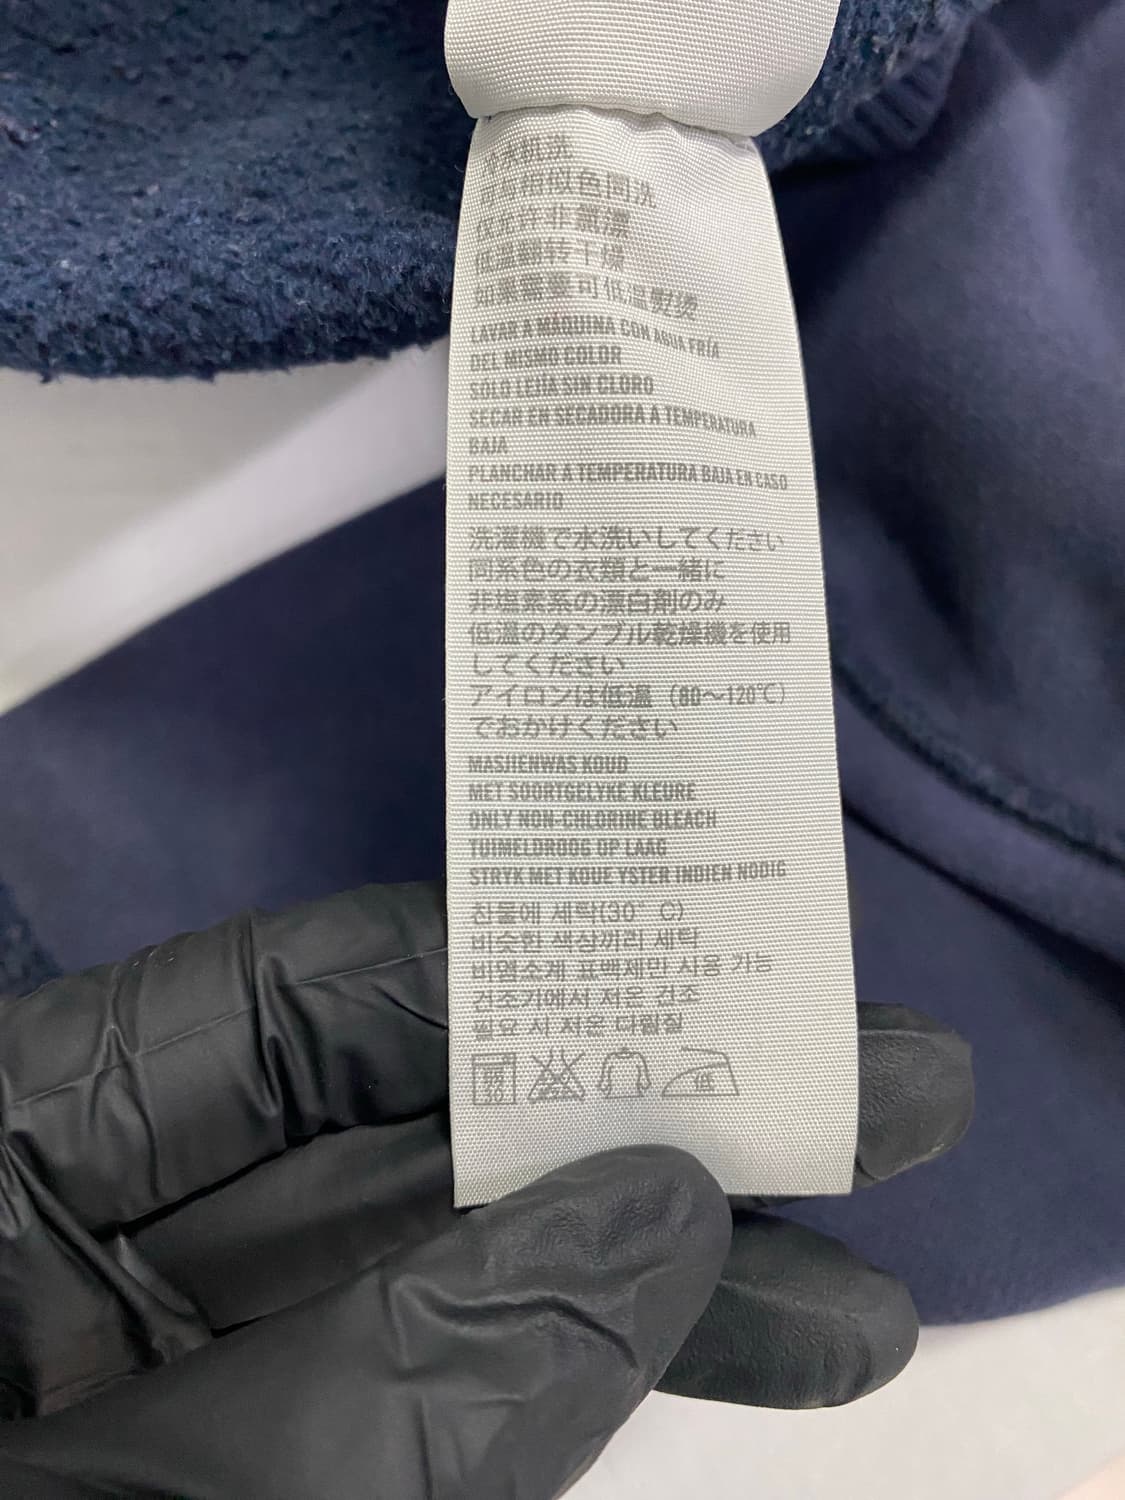 冷水机洗
可与相似色同洗
仅允许非氯漂
低温翻转干燥
如果需要可低温熨烫
LAVAR A MÁQUINA CON AGUA FRÍA
DEL MISMO COLOR
SOLO LEJÍA SIN CLORO
SECAR EN SECADORA A TEMPERATURA
BAJA
PLANCHAR A TEMPERATURA BAJA EN CASO
NECESARIO
洗濯機で水洗いしてください
同系色の衣類と一緒に
非塩素系の漂白剤のみ
低温のタンブル乾燥機を使用
してください
アイロンは低温（80〜120℃）
でおかけください
MASJIENWAS KOUD
MET SOORTGELYKE KLEURE
ONLY NON-CHLORINE BLEACH
TUIMELDROOG OP LAAG
STRYK MET KOUE YSTER INDIEN NODIG
찬물에 세탁(30°C)
비슷한 색상끼리 세탁
비염소계 표백제만 사용 가능
건조기에서 저온 건조
필요 시 저온 다림질
30 低